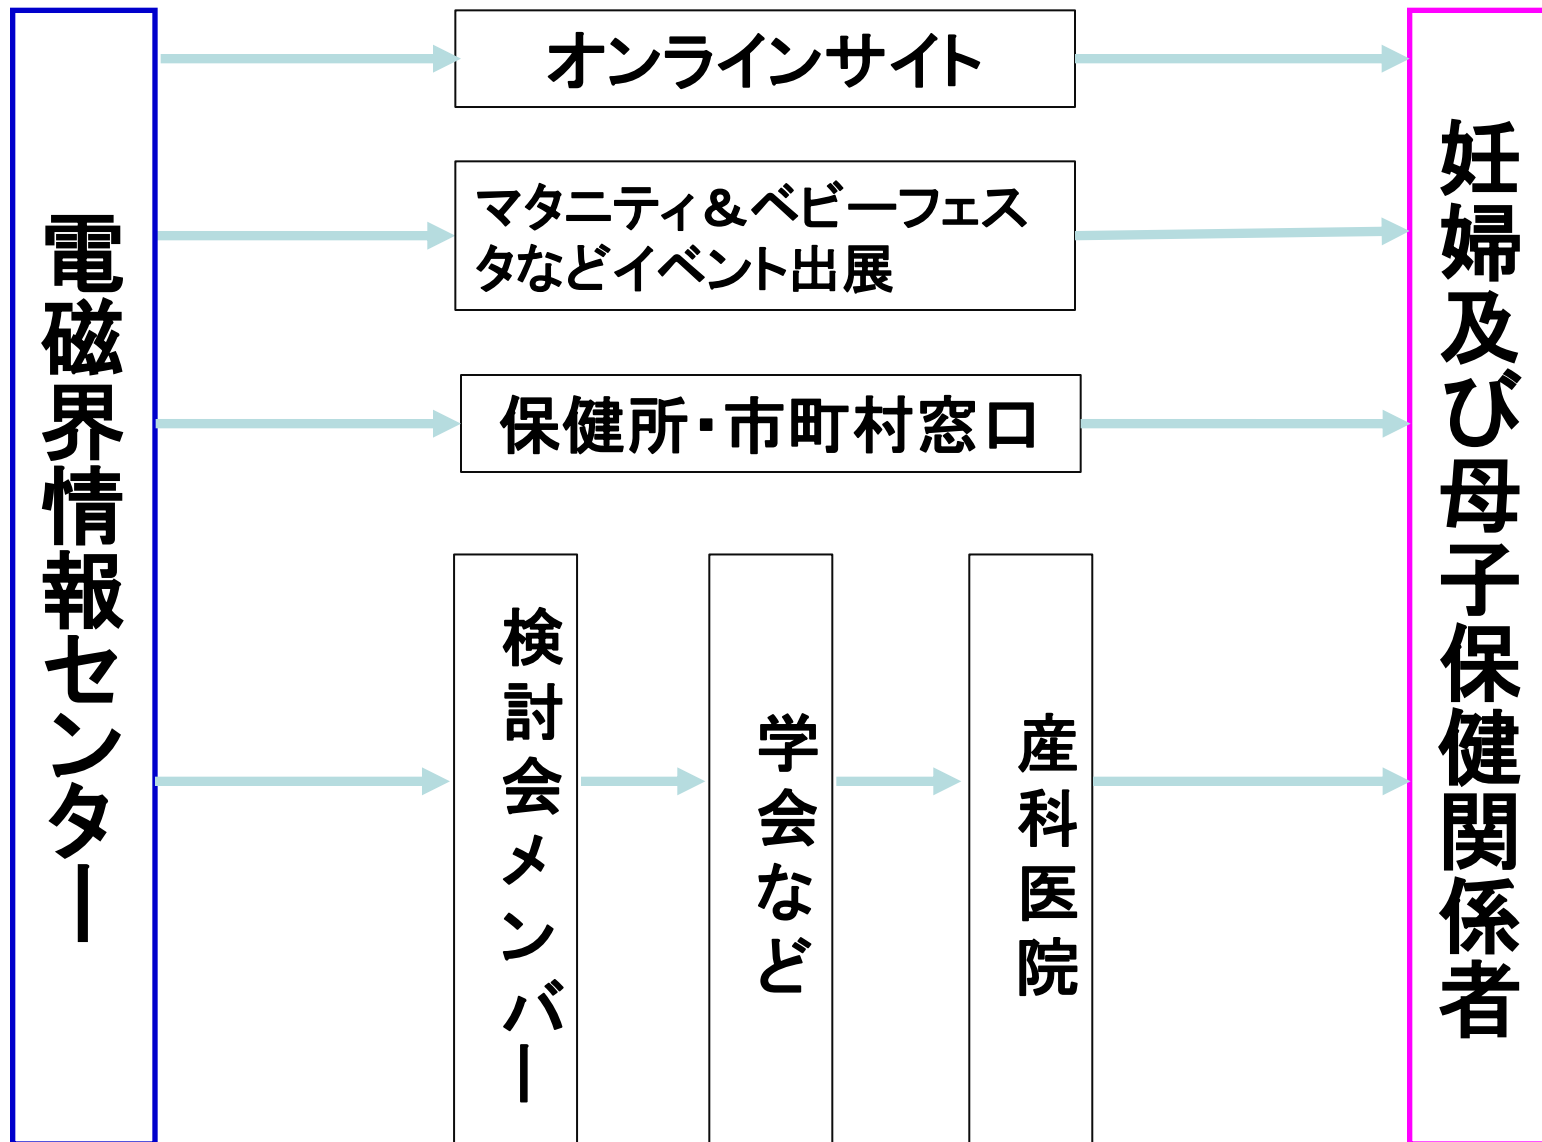 電磁界情報センター
オンラインサイト
マタニティ&ベビーフェス
タなどイベント出展
保健所・市町村窓口
検討会メンバー
学会など
産科医院
妊婦及び母子保健関係者